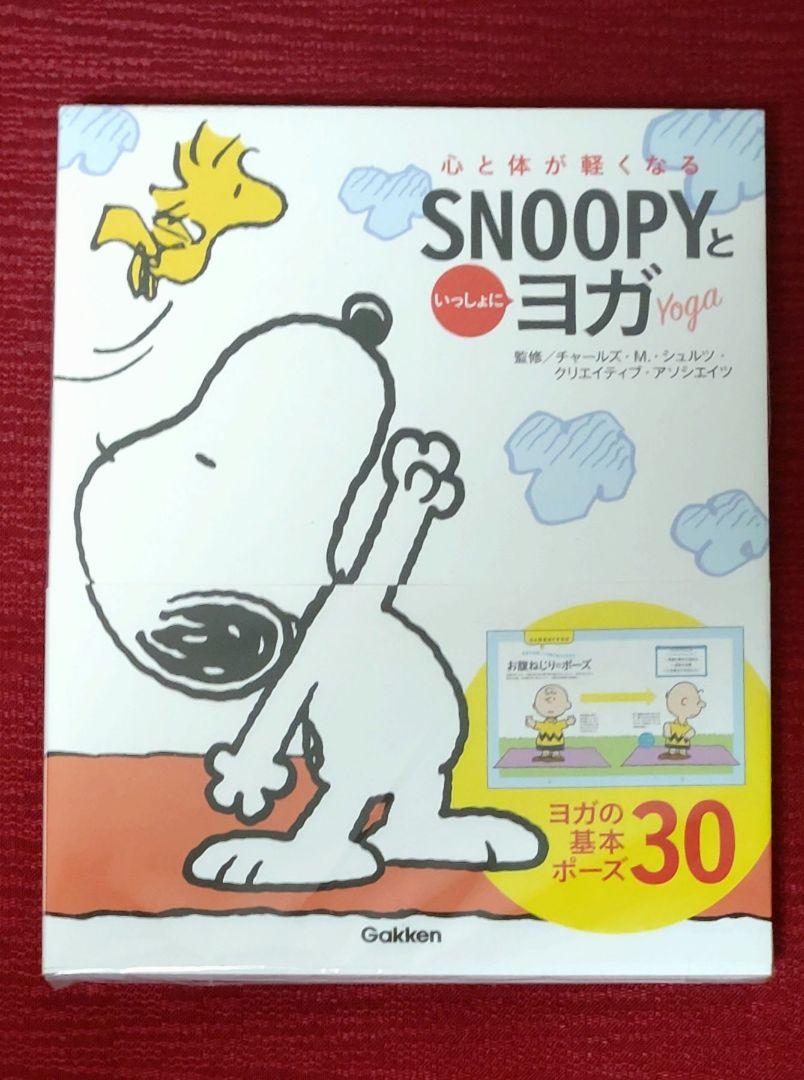 心と体が軽くなる
SNOOPYと
いっしょに
ヨガ Yoga
監修／チャールズ・M.・シュルツ・
クリエイティブ・アソシエイツ
お腹ねじりのポーズ
ヨガの
基本
ポーズ
30
Gakken